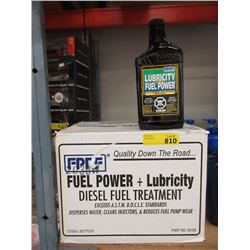 LUBRICITY
FUEL POWER
LOT #
810
FPPF
Quality Down The Road...
FUEL POWER + Lubricity
DIESEL FUEL TREATMENT
EXCEEDS A.S.T.M. B.O.C.L.E. STANDARDS
DISPERSES WATER, CLEANS INJECTORS, & REDUCES FUEL PUMP WEAR